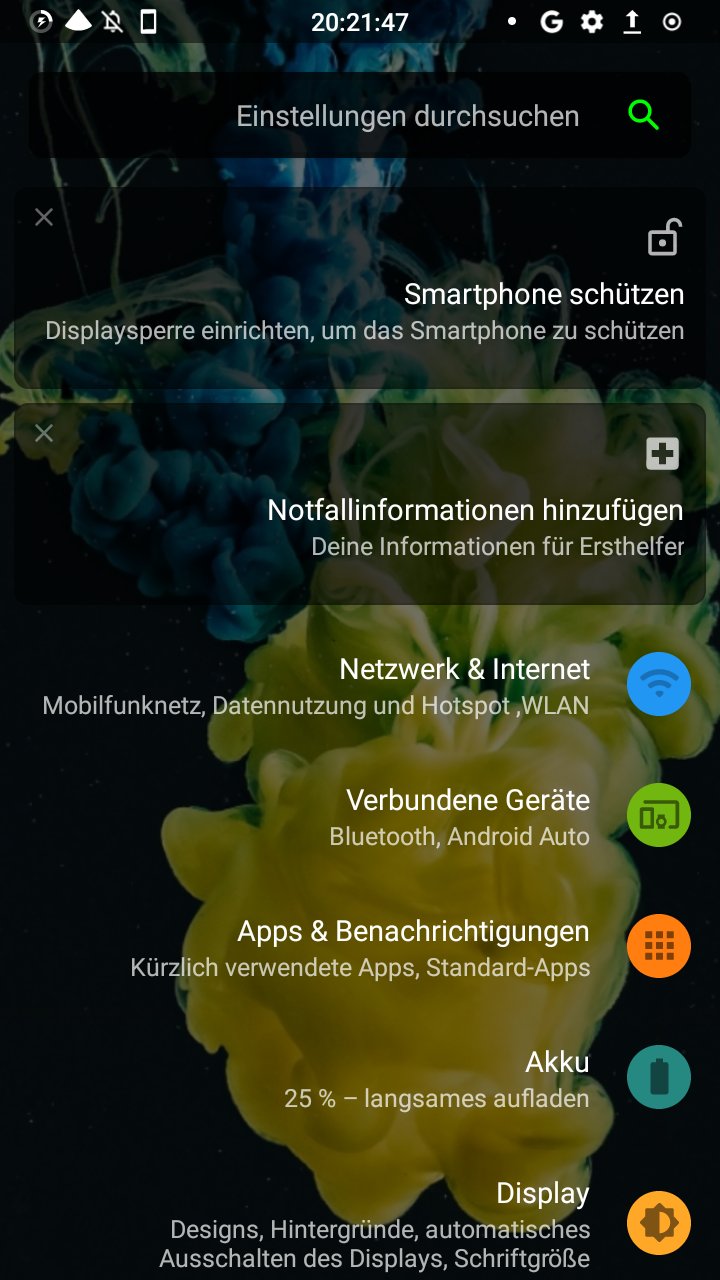 20:21:47
Einstellungen durchsuchen
Smartphone schützen
Displaysperre einrichten, um das Smartphone zu schützen
Notfallinformationen hinzufügen
Deine Informationen für Ersthelfer
Netzwerk & Internet
Mobilfunknetz, Datennutzung und Hotspot ,WLAN
Verbundene Geräte
Bluetooth, Android Auto
Apps & Benachrichtigungen
Kürzlich verwendete Apps, Standard-Apps
Akku
25 % – langsames aufladen
Display
Designs, Hintergründe, automatisches
Ausschalten des Displays, Schriftgröße